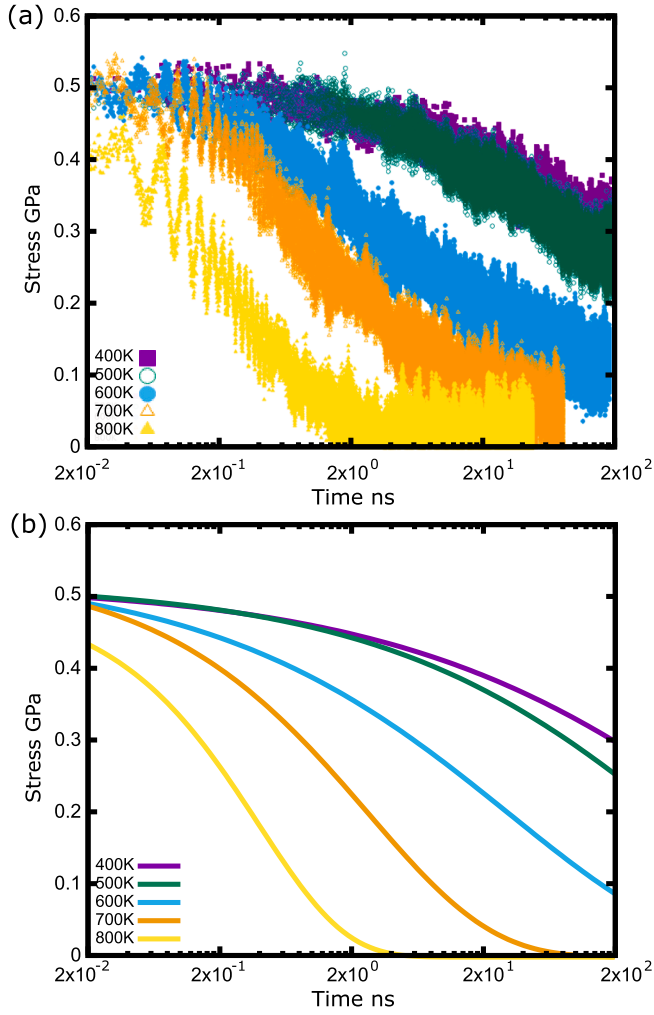 (a)
0.6
0.5
0.4
0.3
0.2
0.1
0
Stress GPa
400K
500K
600K
700K
800K
2x10⁻² 2x10⁻¹ 2x10⁰ 2x10¹ 2x10²
Time ns
(b)
0.6
0.5
0.4
0.3
0.2
0.1
0
Stress GPa
400K
500K
600K
700K
800K
2x10⁻² 2x10⁻¹ 2x10⁰ 2x10¹ 2x10²
Time ns